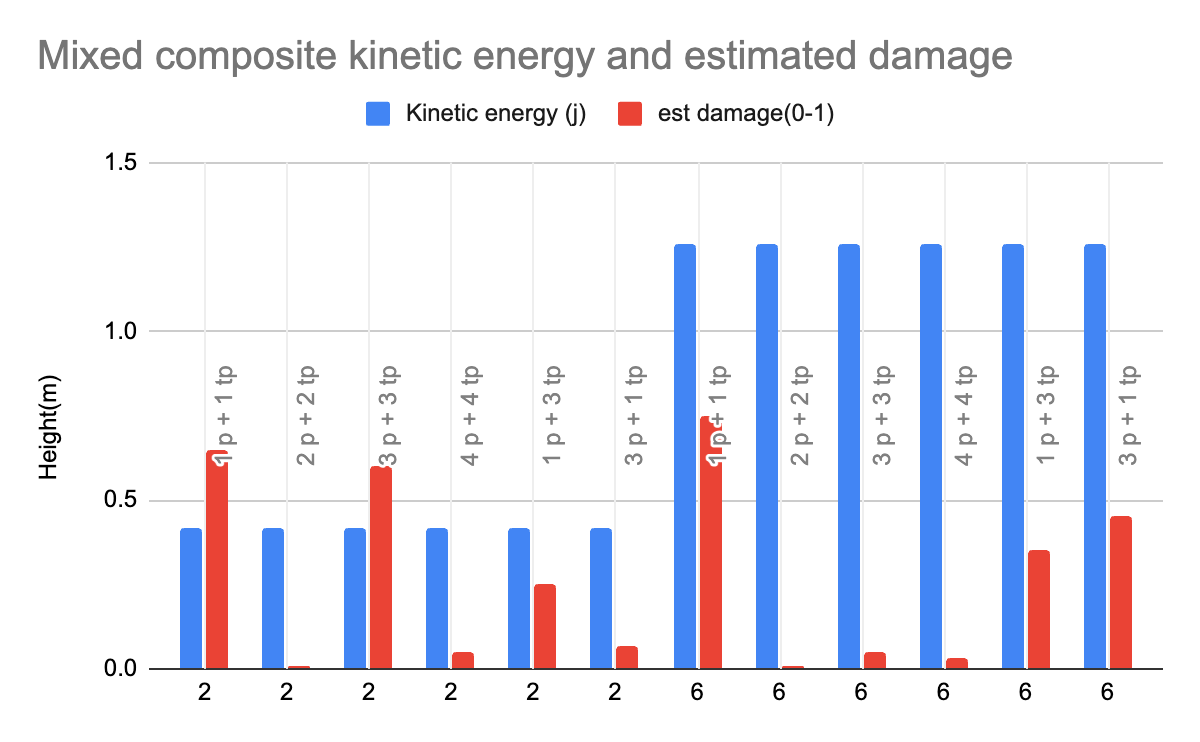 Mixed composite kinetic energy and estimated damage
Kinetic energy (j)
est damage(0-1)
1.5
1.0
0.5
0.0
Height(m)
1 p + 1 tp
2 p + 2 tp
3 p + 3 tp
4 p + 4 tp
1 p + 3 tp
3 p + 1 tp
1 p + 1 tp
2 p + 2 tp
3 p + 3 tp
4 p + 4 tp
1 p + 3 tp
3 p + 1 tp
2 2 2 2 2 2 6 6 6 6 6 6